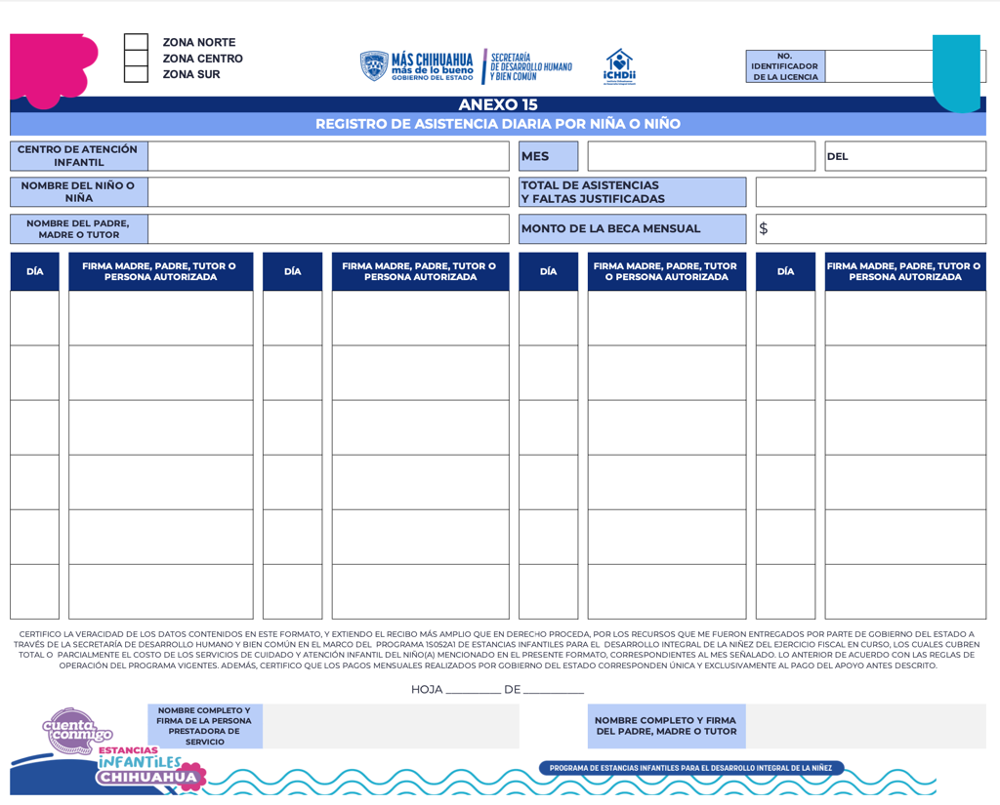 ZONA NORTE
ZONA CENTRO
ZONA SUR
MÁS CHIHUAHUA
más de lo bueno
GOBIERNO DEL ESTADO
SECRETARÍA
DE DESARROLLO HUMANO
Y BIEN COMÚN
iCHDii
NO.
IDENTIFICADOR
DE LA LICENCIA
ANEXO 15
REGISTRO DE ASISTENCIA DIARIA POR NIÑA O NIÑO
CENTRO DE ATENCIÓN
INFANTIL
MES
DEL
NOMBRE DEL NIÑO O
NIÑA
TOTAL DE ASISTENCIAS
Y FALTAS JUSTIFICADAS
NOMBRE DEL PADRE,
MADRE O TUTOR
MONTO DE LA BECA MENSUAL
$
DÍA
FIRMA MADRE, PADRE, TUTOR O
PERSONA AUTORIZADA
DÍA
FIRMA MADRE, PADRE, TUTOR O
PERSONA AUTORIZADA
DÍA
FIRMA MADRE, PADRE, TUTOR
O PERSONA AUTORIZADA
DÍA
FIRMA MADRE, PADRE, TUTOR O
PERSONA AUTORIZADA
CERTIFICO LA VERACIDAD DE LOS DATOS CONTENIDOS EN ESTE FORMATO, Y EXTIENDO EL RECIBO MÁS AMPLIO QUE EN DERECHO PROCEDA, POR LOS RECURSOS QUE ME FUERON ENTREGADOS POR PARTE DE GOBIERNO DEL ESTADO A
TRAVÉS DE LA SECRETARÍA DE DESARROLLO HUMANO Y BIEN COMÚN EN EL MARCO DEL PROGRAMA 1S052A1 DE ESTANCIAS INFANTILES PARA EL DESARROLLO INTEGRAL DE LA NIÑEZ DEL EJERCICIO FISCAL EN CURSO, LOS CUALES CUBREN
TOTAL O PARCIALMENTE EL COSTO DE LOS SERVICIOS DE CUIDADO Y ATENCIÓN INFANTIL DEL NIÑO(A) MENCIONADO EN EL PRESENTE FORMATO, CORRESPONDIENTES AL MES SEÑALADO. LO ANTERIOR DE ACUERDO CON LAS REGLAS DE
OPERACIÓN DEL PROGRAMA VIGENTES. ADEMÁS, CERTIFICO QUE LOS PAGOS MENSUALES REALIZADOS POR GOBIERNO DEL ESTADO CORRESPONDEN ÚNICA Y EXCLUSIVAMENTE AL PAGO DEL APOYO ANTES DESCRITO.
HOJA _________ DE __________
NOMBRE COMPLETO Y
FIRMA DE LA PERSONA
PRESTADORA DE
SERVICIO
NOMBRE COMPLETO Y FIRMA
DEL PADRE, MADRE O TUTOR
cuenta
conmigo
ESTANCIAS
iNFANTiLES
CHIHUAHUA
PROGRAMA DE ESTANCIAS INFANTILES PARA EL DESARROLLO INTEGRAL DE LA NIÑEZ